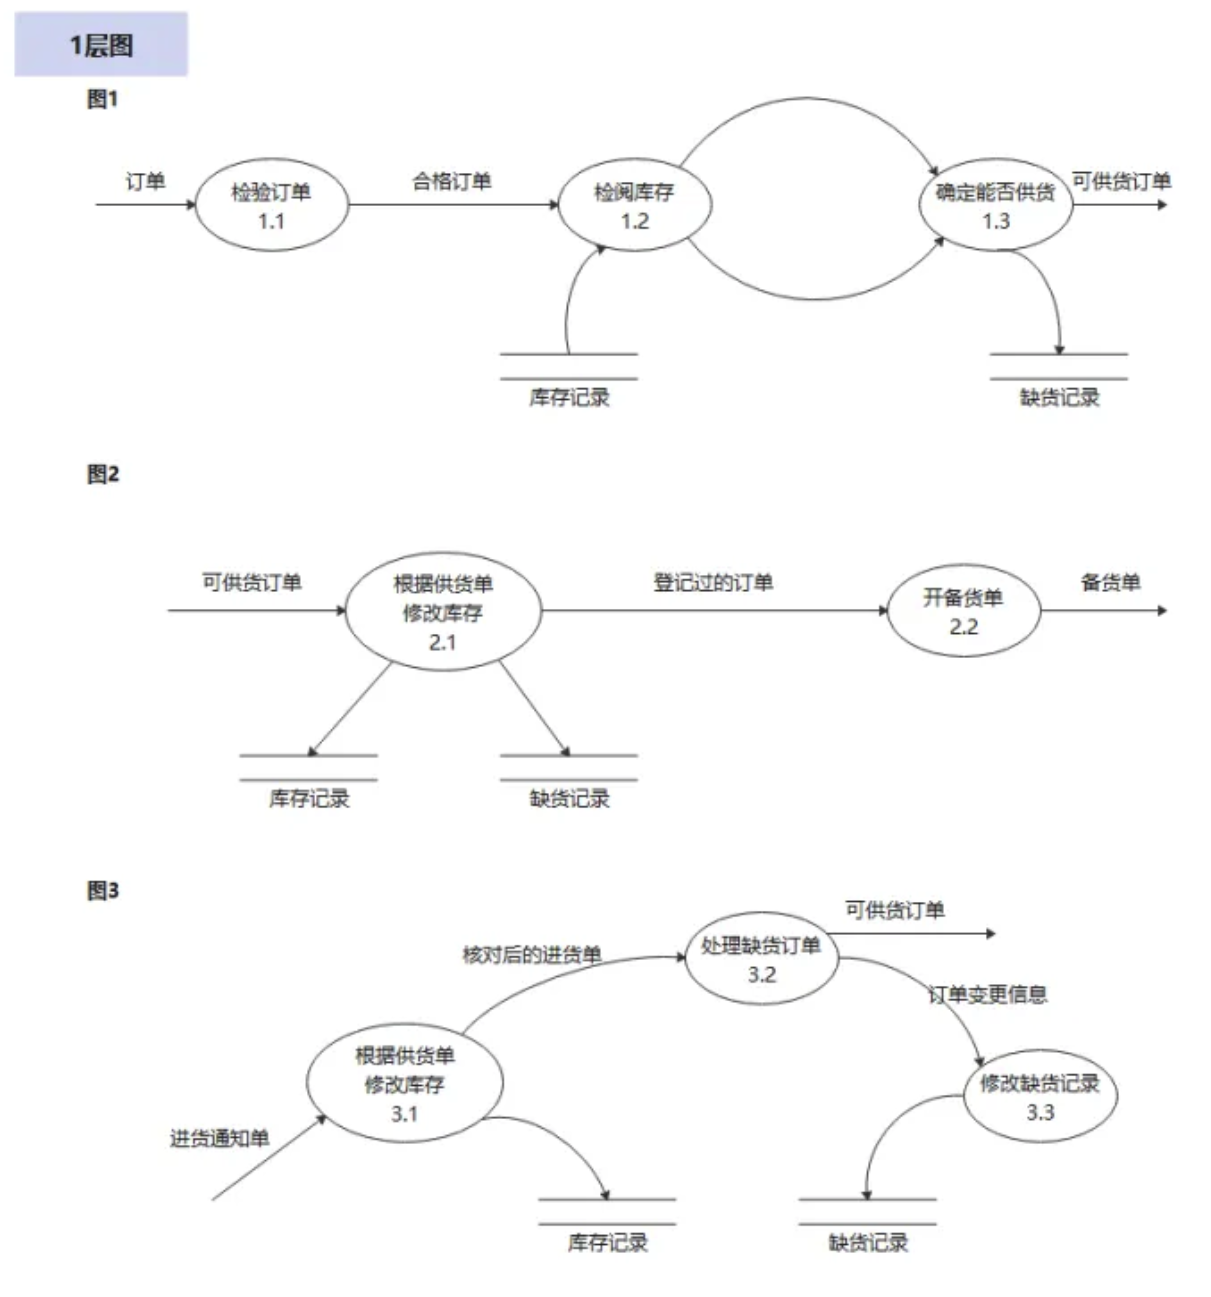 1层图
图1
订单
检验订单
1.1
合格订单
检阅库存
1.2
确定能否供货
1.3
可供货订单
库存记录
缺货记录
图2
可供货订单
根据供货单
修改库存
2.1
登记过的订单
开备货单
2.2
备货单
库存记录
缺货记录
图3
可供货订单
核对后的进货单
处理缺货订单
3.2
订单变更信息
根据供货单
修改库存
3.1
修改缺货记录
3.3
进货通知单
库存记录
缺货记录